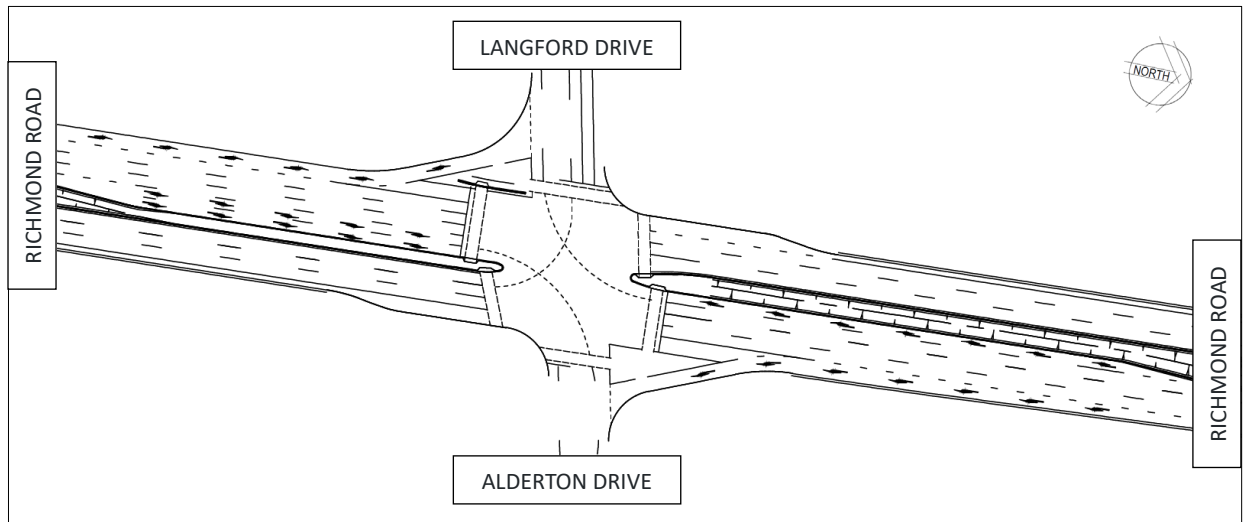 LANGFORD DRIVE
NORTH
RICHMOND ROAD
RICHMOND ROAD
ALDERTON DRIVE